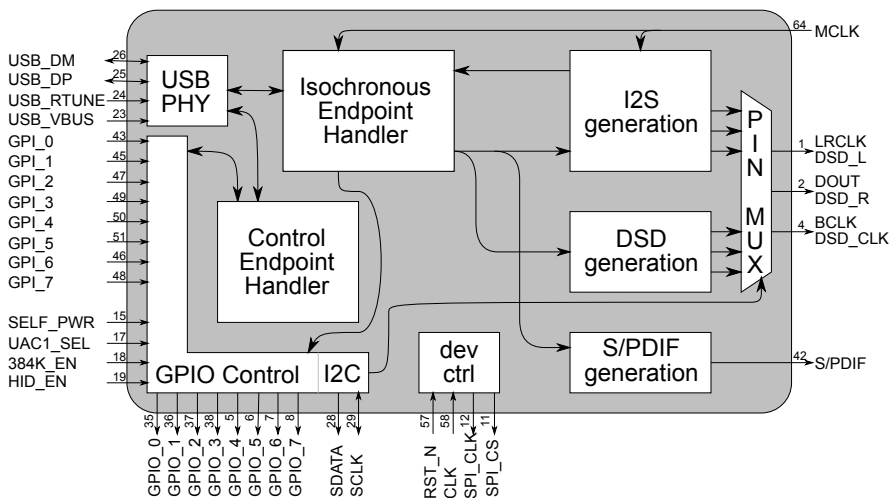 64
MCLK
USB_DM
26
USB_DP
25
USB_RTUNE
24
USB_VBUS
23
USB
PHY
Isochronous
Endpoint
Handler
I2S
generation
PIN MUX
GPI_0
43
GPI_1
45
GPI_2
47
GPI_3
49
GPI_4
50
GPI_5
51
GPI_6
46
GPI_7
48
1
LRCLK
DSD_L
2
DOUT
DSD_R
4
BCLK
DSD_CLK
Control
Endpoint
Handler
DSD
generation
SELF_PWR
15
UAC1_SEL
17
384K_EN
18
HID_EN
19
GPIO Control
I2C
dev
ctrl
S/PDIF
generation
42
S/PDIF
35
36
37
38
5
6
7
8
28
29
57
58
12
11
GPIO_0
GPIO_1
GPIO_2
GPIO_3
GPIO_4
GPIO_5
GPIO_6
GPIO_7
SDATA
SCLK
RST_N
CLK
SPI_CLK
SPI_CS